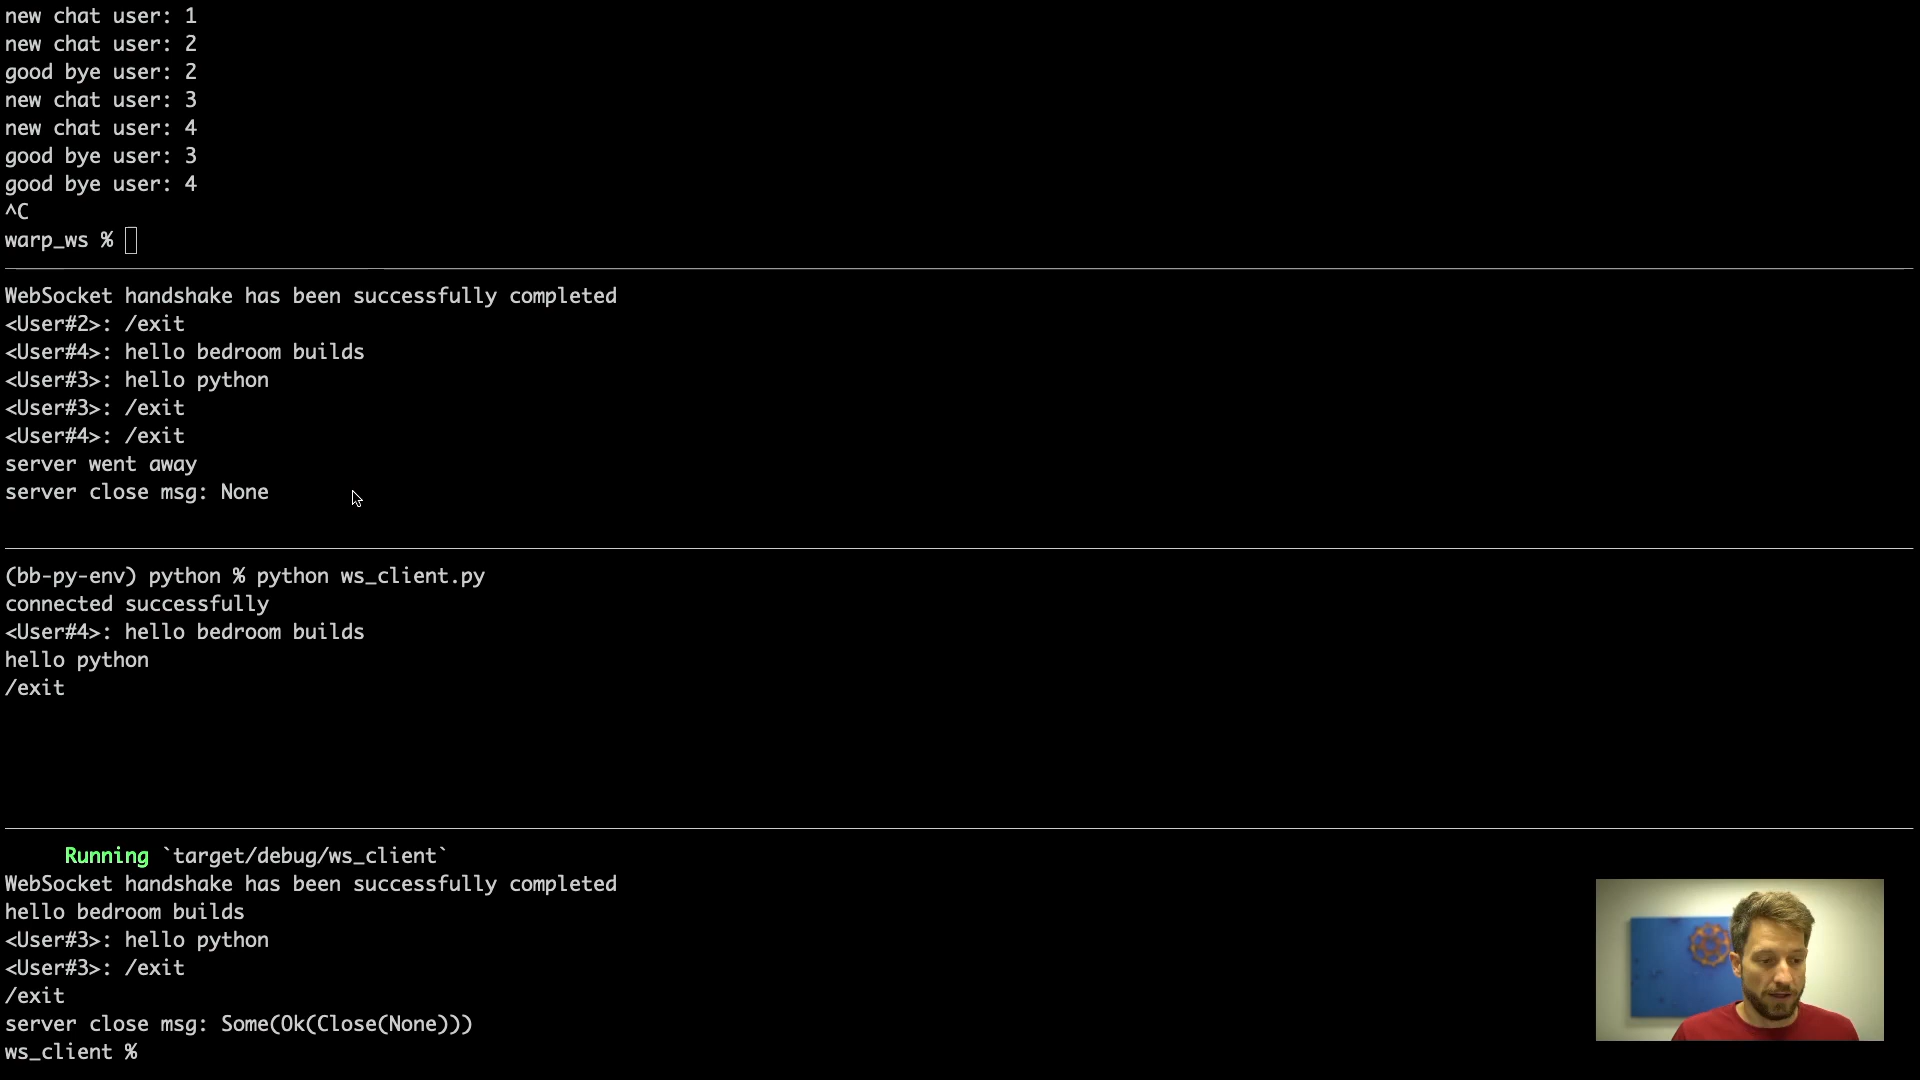 new chat user: 1
new chat user: 2
good bye user: 2
new chat user: 3
new chat user: 4
good bye user: 3
good bye user: 4
^C
warp_ws %
WebSocket handshake has been successfully completed
<User#2>: /exit
<User#4>: hello bedroom builds
<User#3>: hello python
<User#3>: /exit
<User#4>: /exit
server went away
server close msg: None
(bb-py-env) python % python ws_client.py
connected successfully
<User#4>: hello bedroom builds
hello python
/exit
Running `target/debug/ws_client`
WebSocket handshake has been successfully completed
hello bedroom builds
<User#3>: hello python
<User#3>: /exit
/exit
server close msg: Some(Ok(Close(None)))
ws_client %